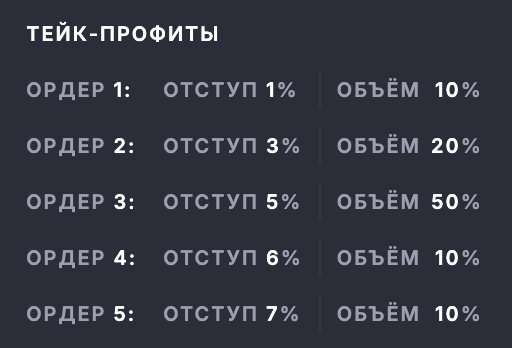 ТЕЙК-ПРОФИТЫ
ОРДЕР 1: ОТСТУП 1% ОБЪЁМ 10%
ОРДЕР 2: ОТСТУП 3% ОБЪЁМ 20%
ОРДЕР 3: ОТСТУП 5% ОБЪЁМ 50%
ОРДЕР 4: ОТСТУП 6% ОБЪЁМ 10%
ОРДЕР 5: ОТСТУП 7% ОБЪЁМ 10%